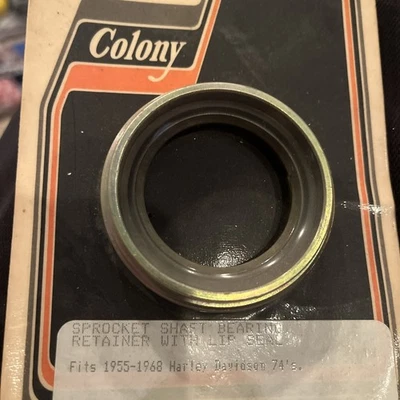 Colony
SPROCKET SHAFT BEARING
RETAINER WITH LIP SEAL
Fits 1955-1968 Harley Davidson 74's.